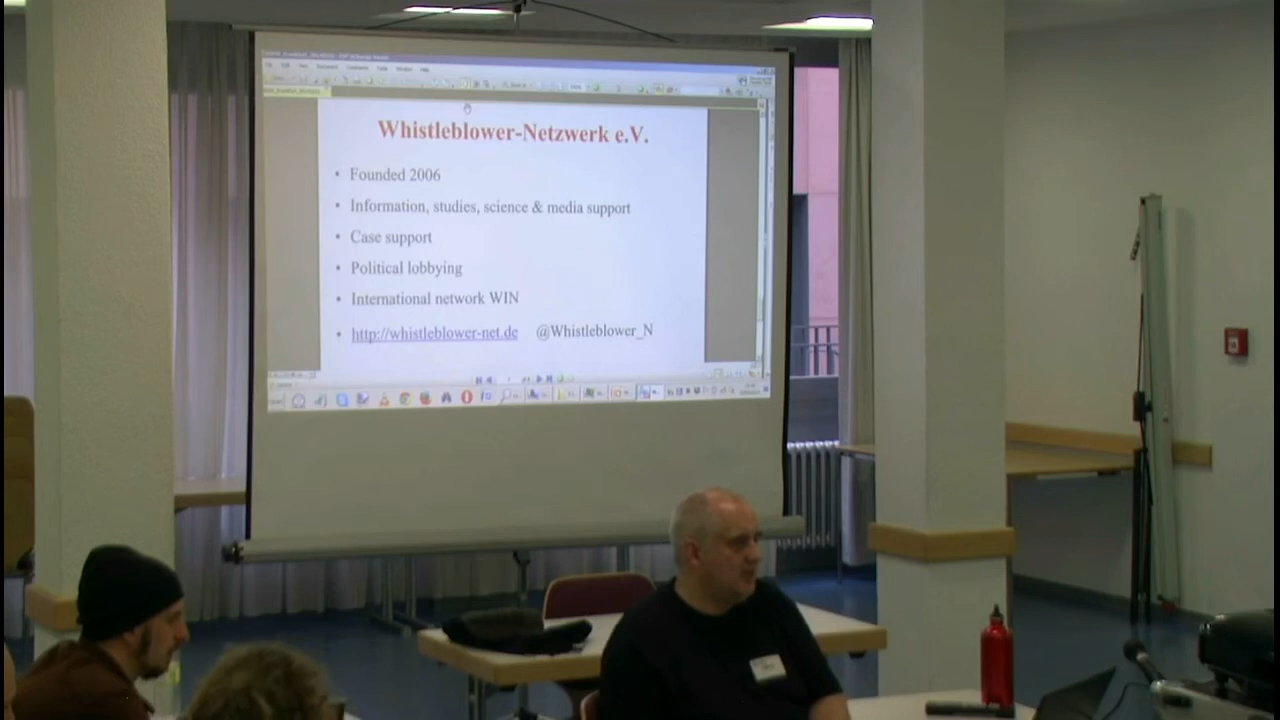 Whistleblower-Netzwerk e.V.
• Founded 2006
• Information, studies, science & media support
• Case support
• Political lobbying
• International network WIN
• http://whistleblower-net.de @Whistleblower_N